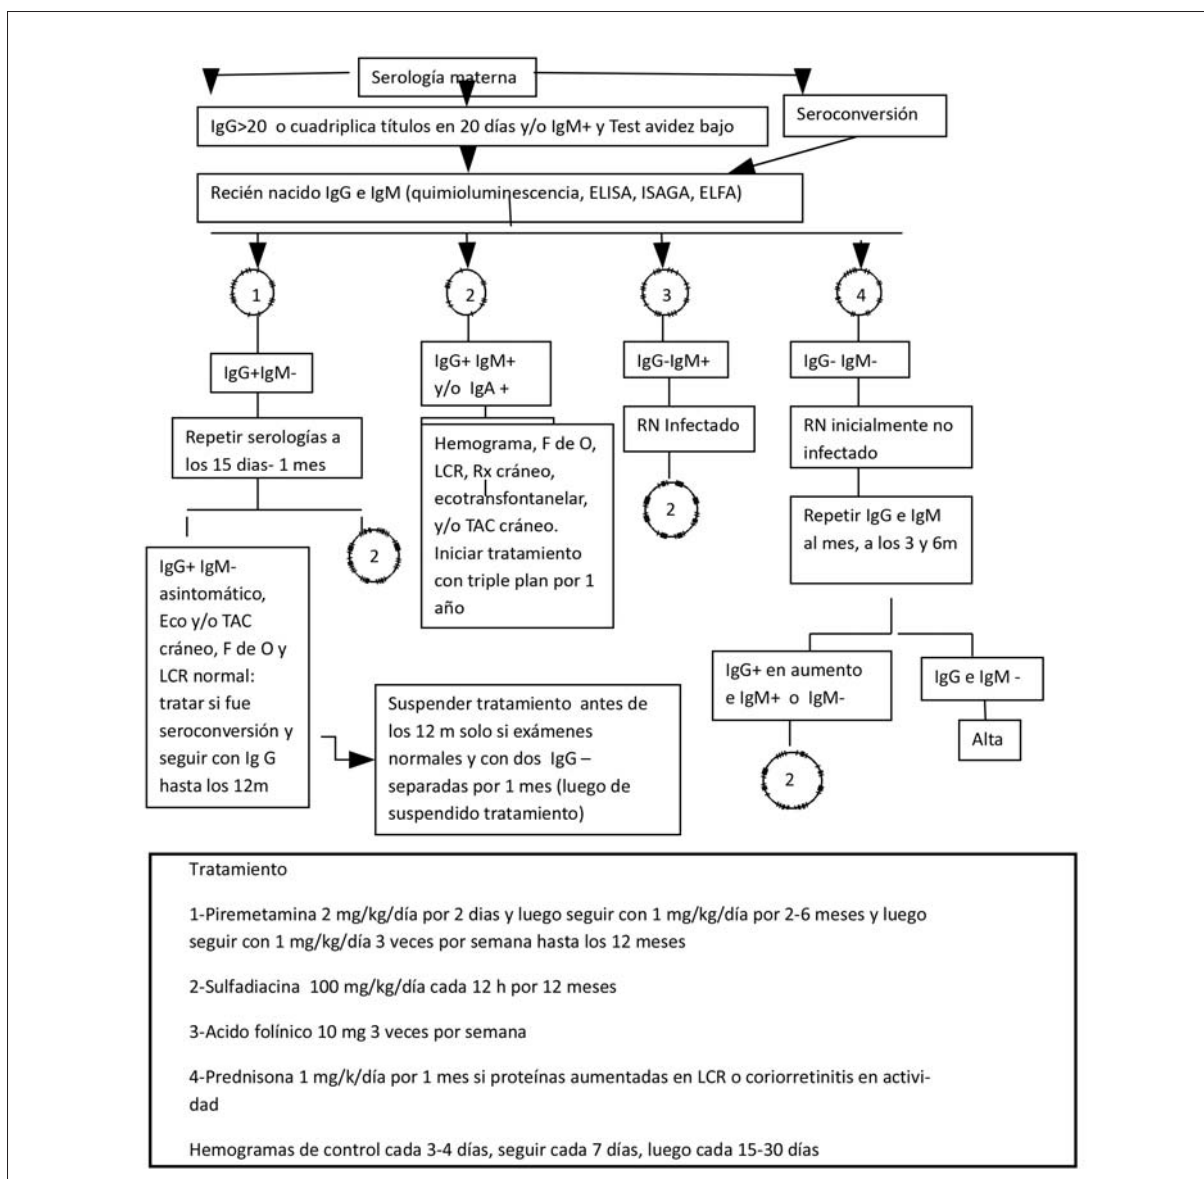 Serología materna
IgG>20 o cuadriplica títulos en 20 días y/o IgM+ y Test avidez bajo
Seroconversión
Recién nacido IgG e IgM (quimioluminescencia, ELISA, ISAGA, ELFA)
1
2
3
4
IgG+IgM-
Repetir serologías a
los 15 dias- 1 mes
2
IgG+ IgM-
asintomático,
Eco y/o TAC
cráneo, F de O y
LCR normal:
tratar si fue
seroconversión y
seguir con Ig G
hasta los 12m
Suspender tratamiento antes de
los 12 m solo si exámenes
normales y con dos IgG –
separadas por 1 mes (luego de
suspendido tratamiento)
IgG+ IgM+
y/o IgA +
Hemograma, F de O,
LCR, Rx cráneo,
ecotransfontanelar,
y/o TAC cráneo.
Iniciar tratamiento
con triple plan por 1
año
IgG-IgM+
RN Infectado
2
IgG- IgM-
RN inicialmente no
infectado
Repetir IgG e IgM
al mes, a los 3 y 6m
IgG+ en aumento
e IgM+ o IgM-
2
IgG e IgM -
Alta
Tratamiento
1-Piremetamina 2 mg/kg/día por 2 dias y luego seguir con 1 mg/kg/día por 2-6 meses y luego
seguir con 1 mg/kg/día 3 veces por semana hasta los 12 meses
2-Sulfadiacina 100 mg/kg/día cada 12 h por 12 meses
3-Acido folínico 10 mg 3 veces por semana
4-Prednisona 1 mg/k/día por 1 mes si proteínas aumentadas en LCR o coriorretinitis en activi-
dad
Hemogramas de control cada 3-4 días, seguir cada 7 días, luego cada 15-30 días